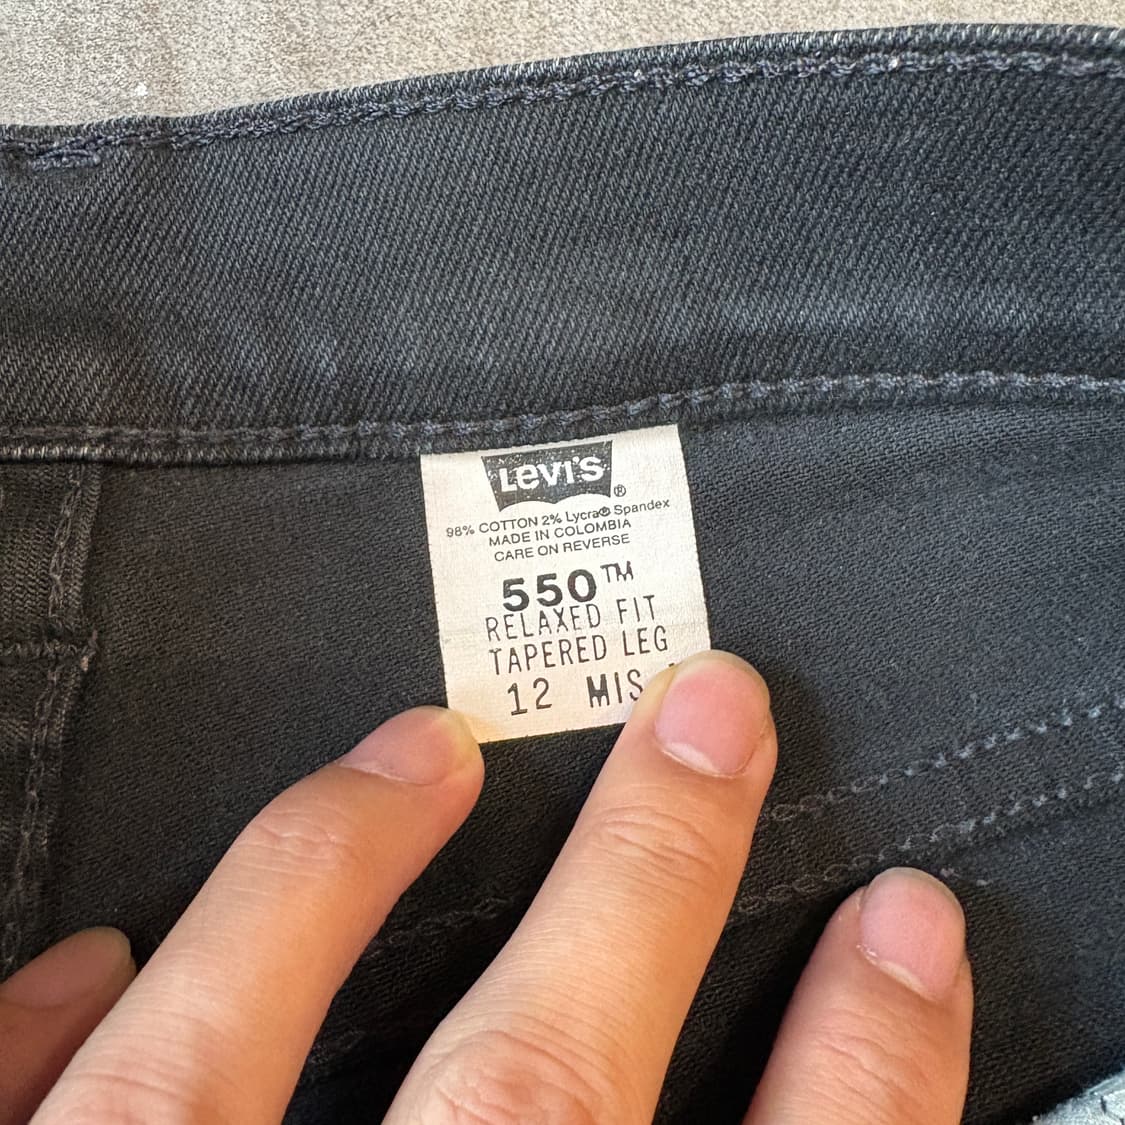 LEVI'S ®
98% COTTON 2% Lycra® Spandex
MADE IN COLOMBIA
CARE ON REVERSE
550™
RELAXED FIT
TAPERED LEG
12 MIS